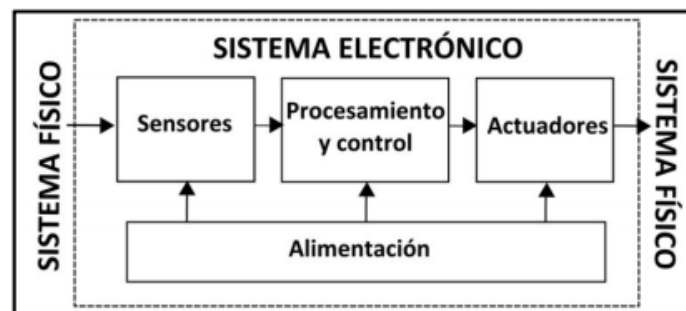 SISTEMA ELECTRÓNICO
SISTEMA FÍSICO
Sensores
Procesamiento
y control
Actuadores
SISTEMA FÍSICO
Alimentación